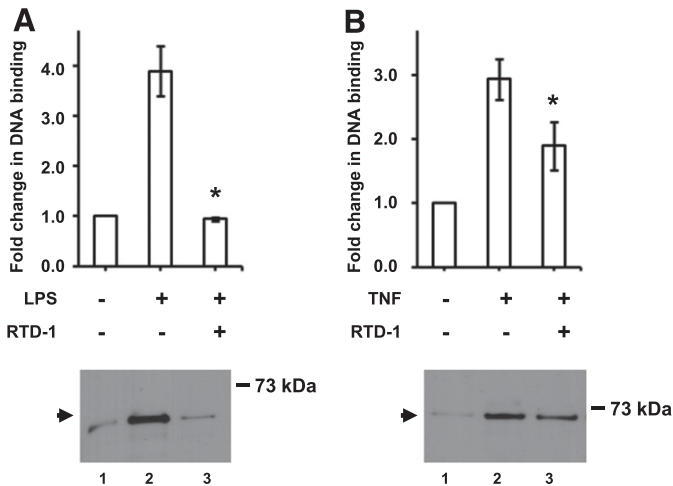 A
Fold change in DNA binding
4.0
3.0
2.0
1.0
0.0
*
LPS - + +
RTD-1 - - +
73 kDa
1 2 3
B
Fold change in DNA binding
3.0
2.0
1.0
0.0
*
TNF - + +
RTD-1 - - +
73 kDa
1 2 3